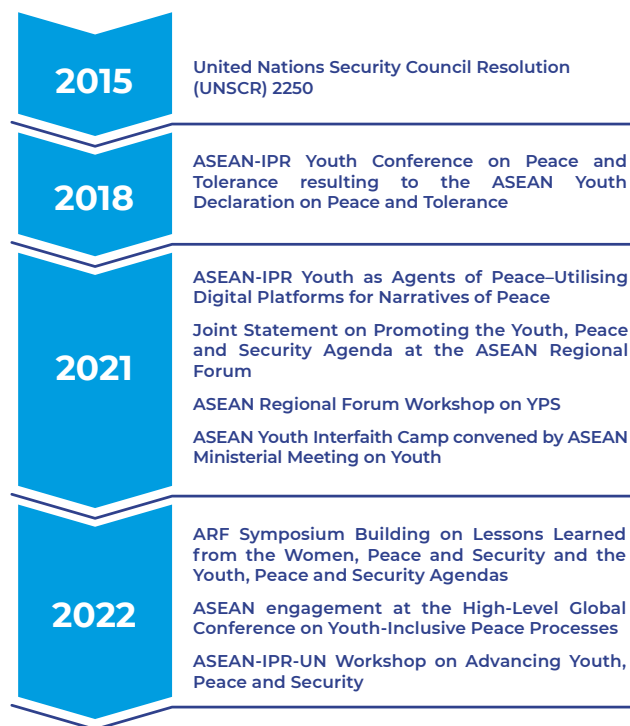 2015
United Nations Security Council Resolution
(UNSCR) 2250
2018
ASEAN-IPR Youth Conference on Peace and
Tolerance resulting to the ASEAN Youth
Declaration on Peace and Tolerance
2021
ASEAN-IPR Youth as Agents of Peace–Utilising
Digital Platforms for Narratives of Peace
Joint Statement on Promoting the Youth, Peace
and Security Agenda at the ASEAN Regional
Forum
ASEAN Regional Forum Workshop on YPS
ASEAN Youth Interfaith Camp convened by ASEAN
Ministerial Meeting on Youth
2022
ARF Symposium Building on Lessons Learned
from the Women, Peace and Security and the
Youth, Peace and Security Agendas
ASEAN engagement at the High-Level Global
Conference on Youth-Inclusive Peace Processes
ASEAN-IPR-UN Workshop on Advancing Youth,
Peace and Security